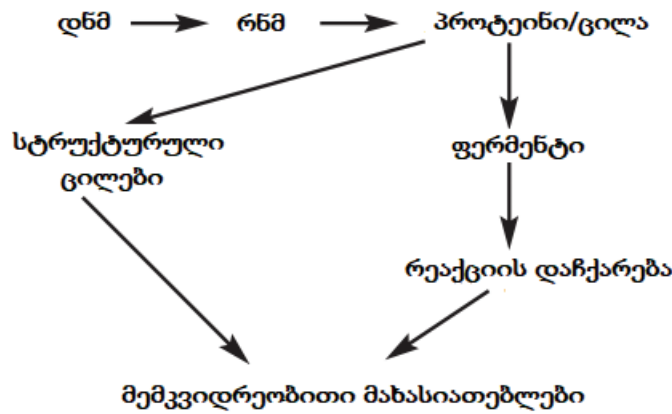 დნმ რნმ პროტეინი/ცილა
სტრუქტურული
ცილები
ფერმენტი
რეაქციის დაჩქარება
მემკვიდრეობითი მახასიათებლები